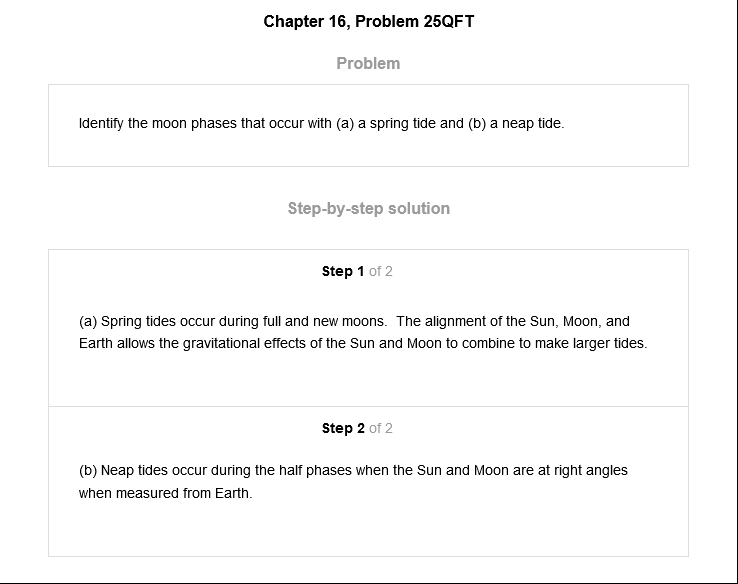 Chapter 16, Problem 25QFT
Problem
Identify the moon phases that occur with (a) a spring tide and (b) a neap tide.
Step-by-step solution
Step 1 of 2
(a) Spring tides occur during full and new moons.  The alignment of the Sun, Moon, and
Earth allows the gravitational effects of the Sun and Moon to combine to make larger tides.
Step 2 of 2
(b) Neap tides occur during the half phases when the Sun and Moon are at right angles
when measured from Earth.